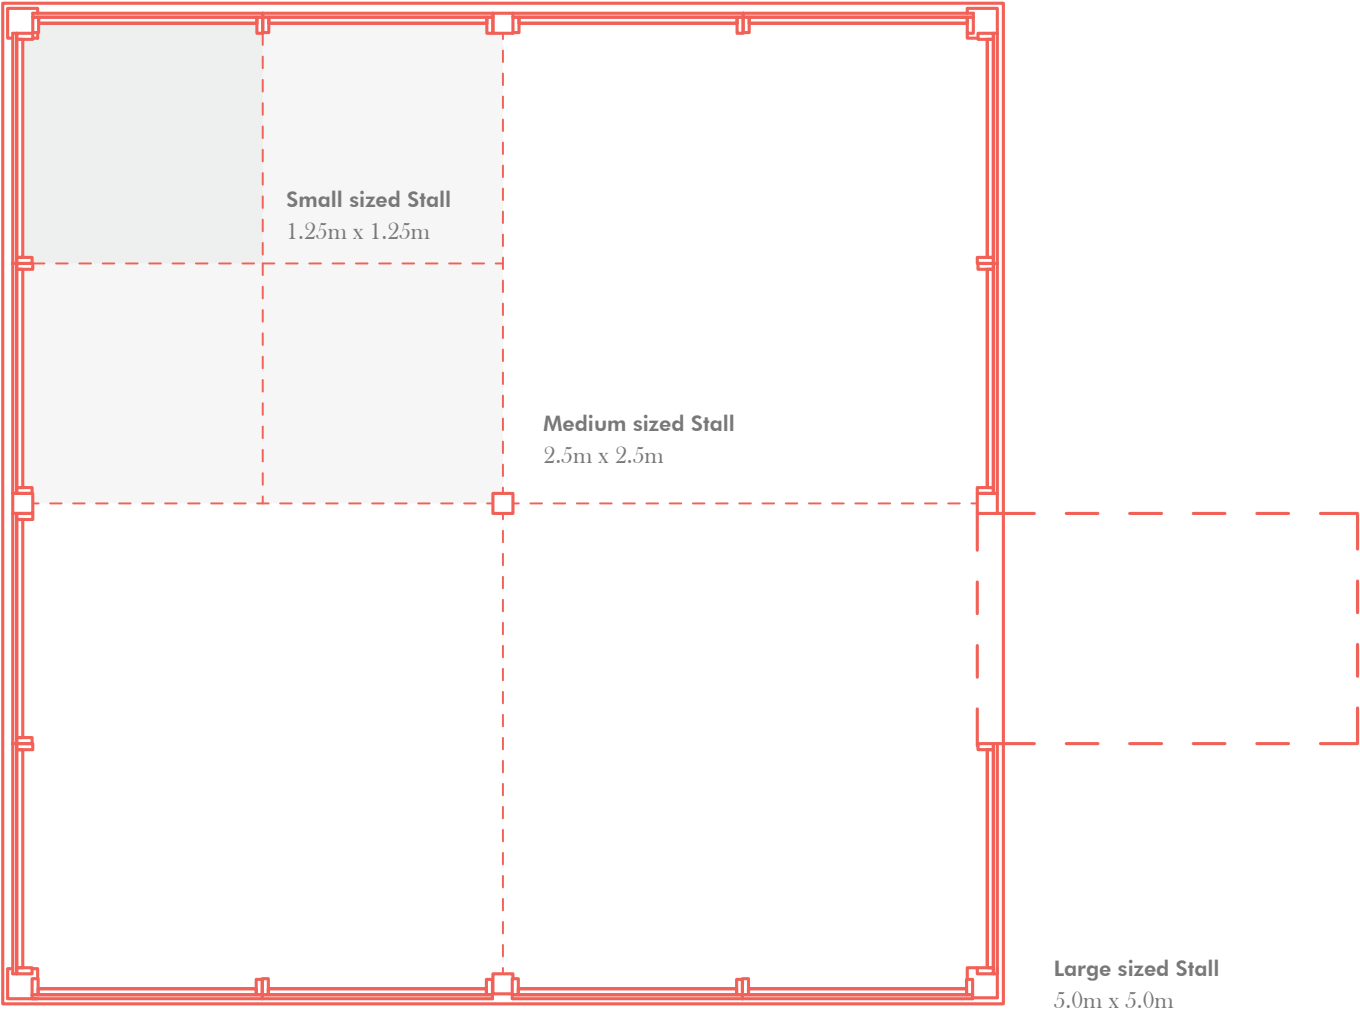 Small sized Stall
1.25m x 1.25m
Medium sized Stall
2.5m x 2.5m
Large sized Stall
5.0m x 5.0m